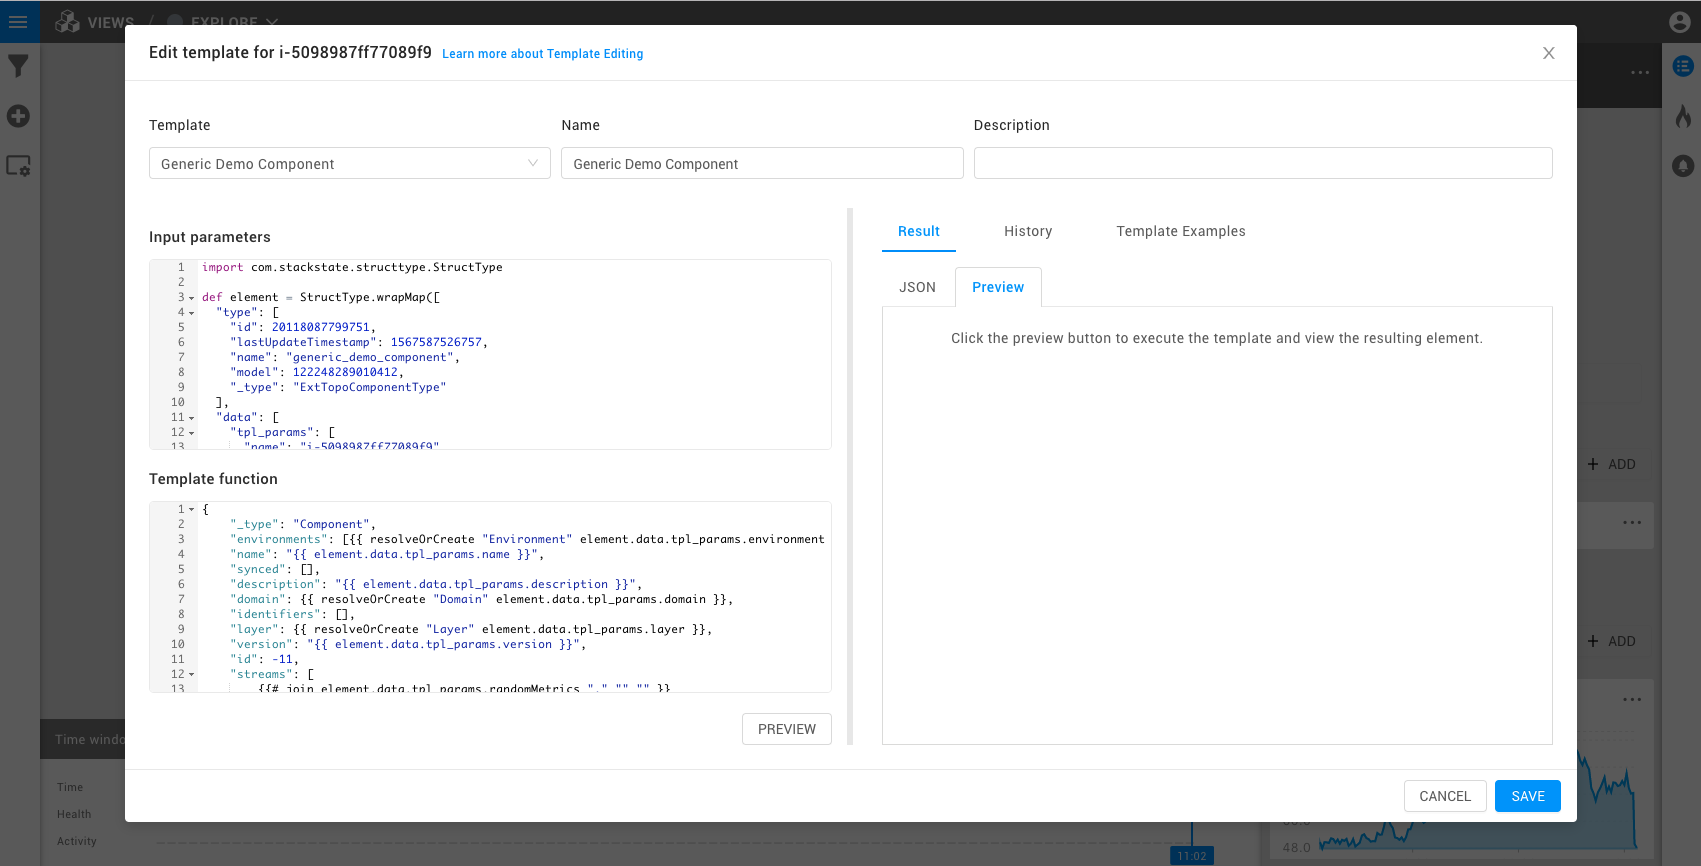 VIEWS / EXPLORE
Edit template for i-5098987ff77089f9 Learn more about Template Editing
Template Name Description
Generic Demo Component Generic Demo Component
Input parameters
1 import com.stackstate.structtype.StructType
2
3 def element = StructType.wrapMap([
4 "type": [
5 "id": 20118087799751,
6 "lastUpdateTimestamp": 1567587526757,
7 "name": "generic_demo_component",
8 "model": 122248289010412,
9 "_type": "ExtTopoComponentType"
10 ],
11 "data": [
12 "tpl_params": [
13 "name": "i-5098987ff77089f9"
Template function
1 {
2 "_type": "Component",
3 "environments": [{{ resolveOrCreate "Environment" element.data.tpl_params.environment
4 "name": "{{ element.data.tpl_params.name }}",
5 "synced": [],
6 "description": "{{ element.data.tpl_params.description }}",
7 "domain": {{ resolveOrCreate "Domain" element.data.tpl_params.domain }},
8 "identifiers": [],
9 "layer": {{ resolveOrCreate "Layer" element.data.tpl_params.layer }},
10 "version": "{{ element.data.tpl_params.version }}",
11 "id": -11,
12 "streams": [
13 {{# join element.data.tpl_params.randomMetrics "," "" "" }}
PREVIEW
Result History Template Examples
JSON Preview
Click the preview button to execute the template and view the resulting element.
CANCEL SAVE
+ ADD
+ ADD
Time windo
Time
Health
Activity
11:02
48.0